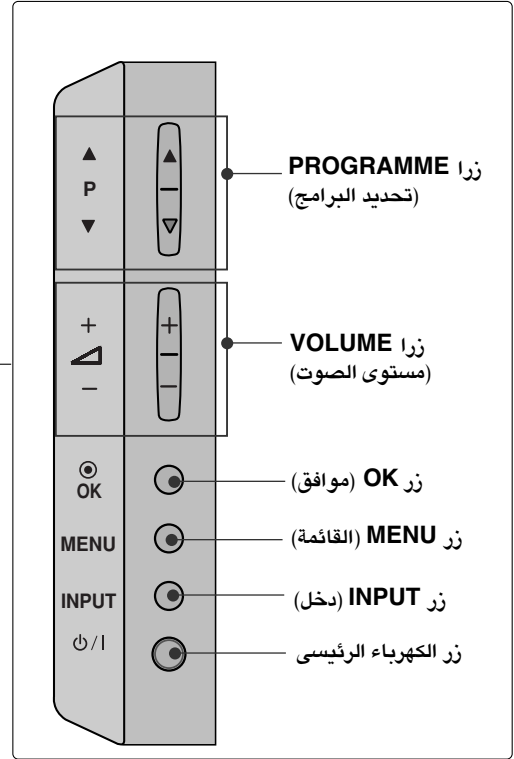 ▲
P
▼
زرا PROGRAMME
(تحديد البرامج)
+
−
زرا VOLUME
(مستوى الصوت)
OK
زر OK (موافق)
MENU
زر MENU (القائمة)
INPUT
زر INPUT (دخل)
⏻/I
زر الكهرباء الرئيسى